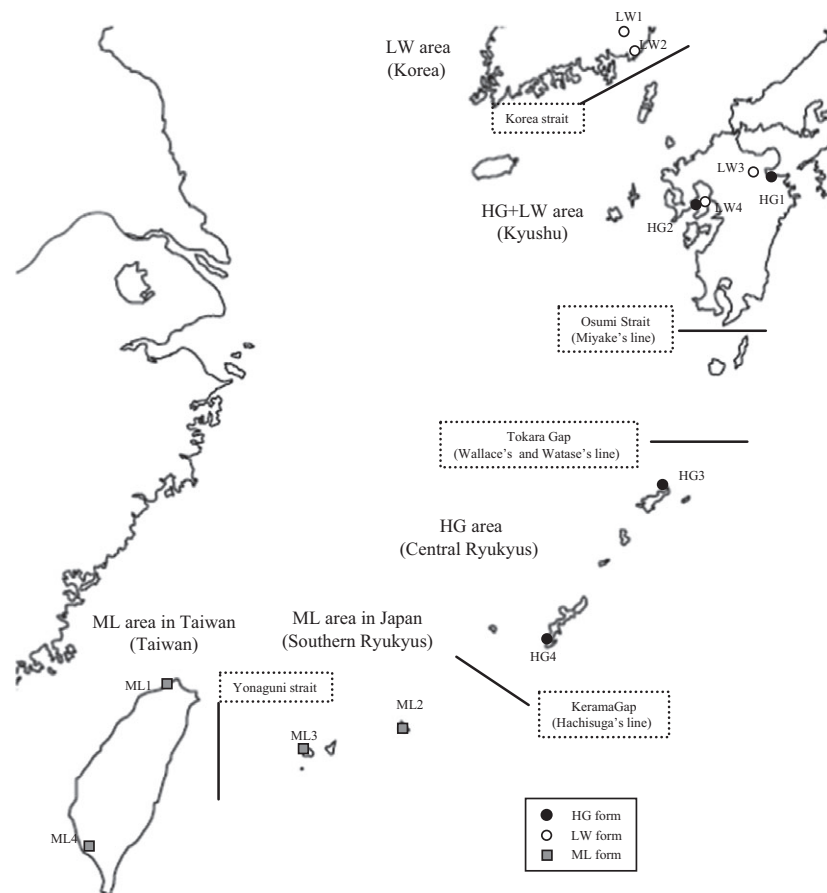 LW1
LW2
LW area
(Korea)
Korea strait
LW3
HG1
LW4
HG2
HG+LW area
(Kyushu)
Osumi Strait
(Miyake's line)
Tokara Gap
(Wallace's and Watase's line)
HG3
HG area
(Central Ryukyus)
HG4
ML area in Taiwan
(Taiwan)
ML area in Japan
(Southern Ryukyus)
ML1
Yonaguni strait
ML2
KeramaGap
(Hachisuga's line)
ML3
ML4
HG form
LW form
ML form